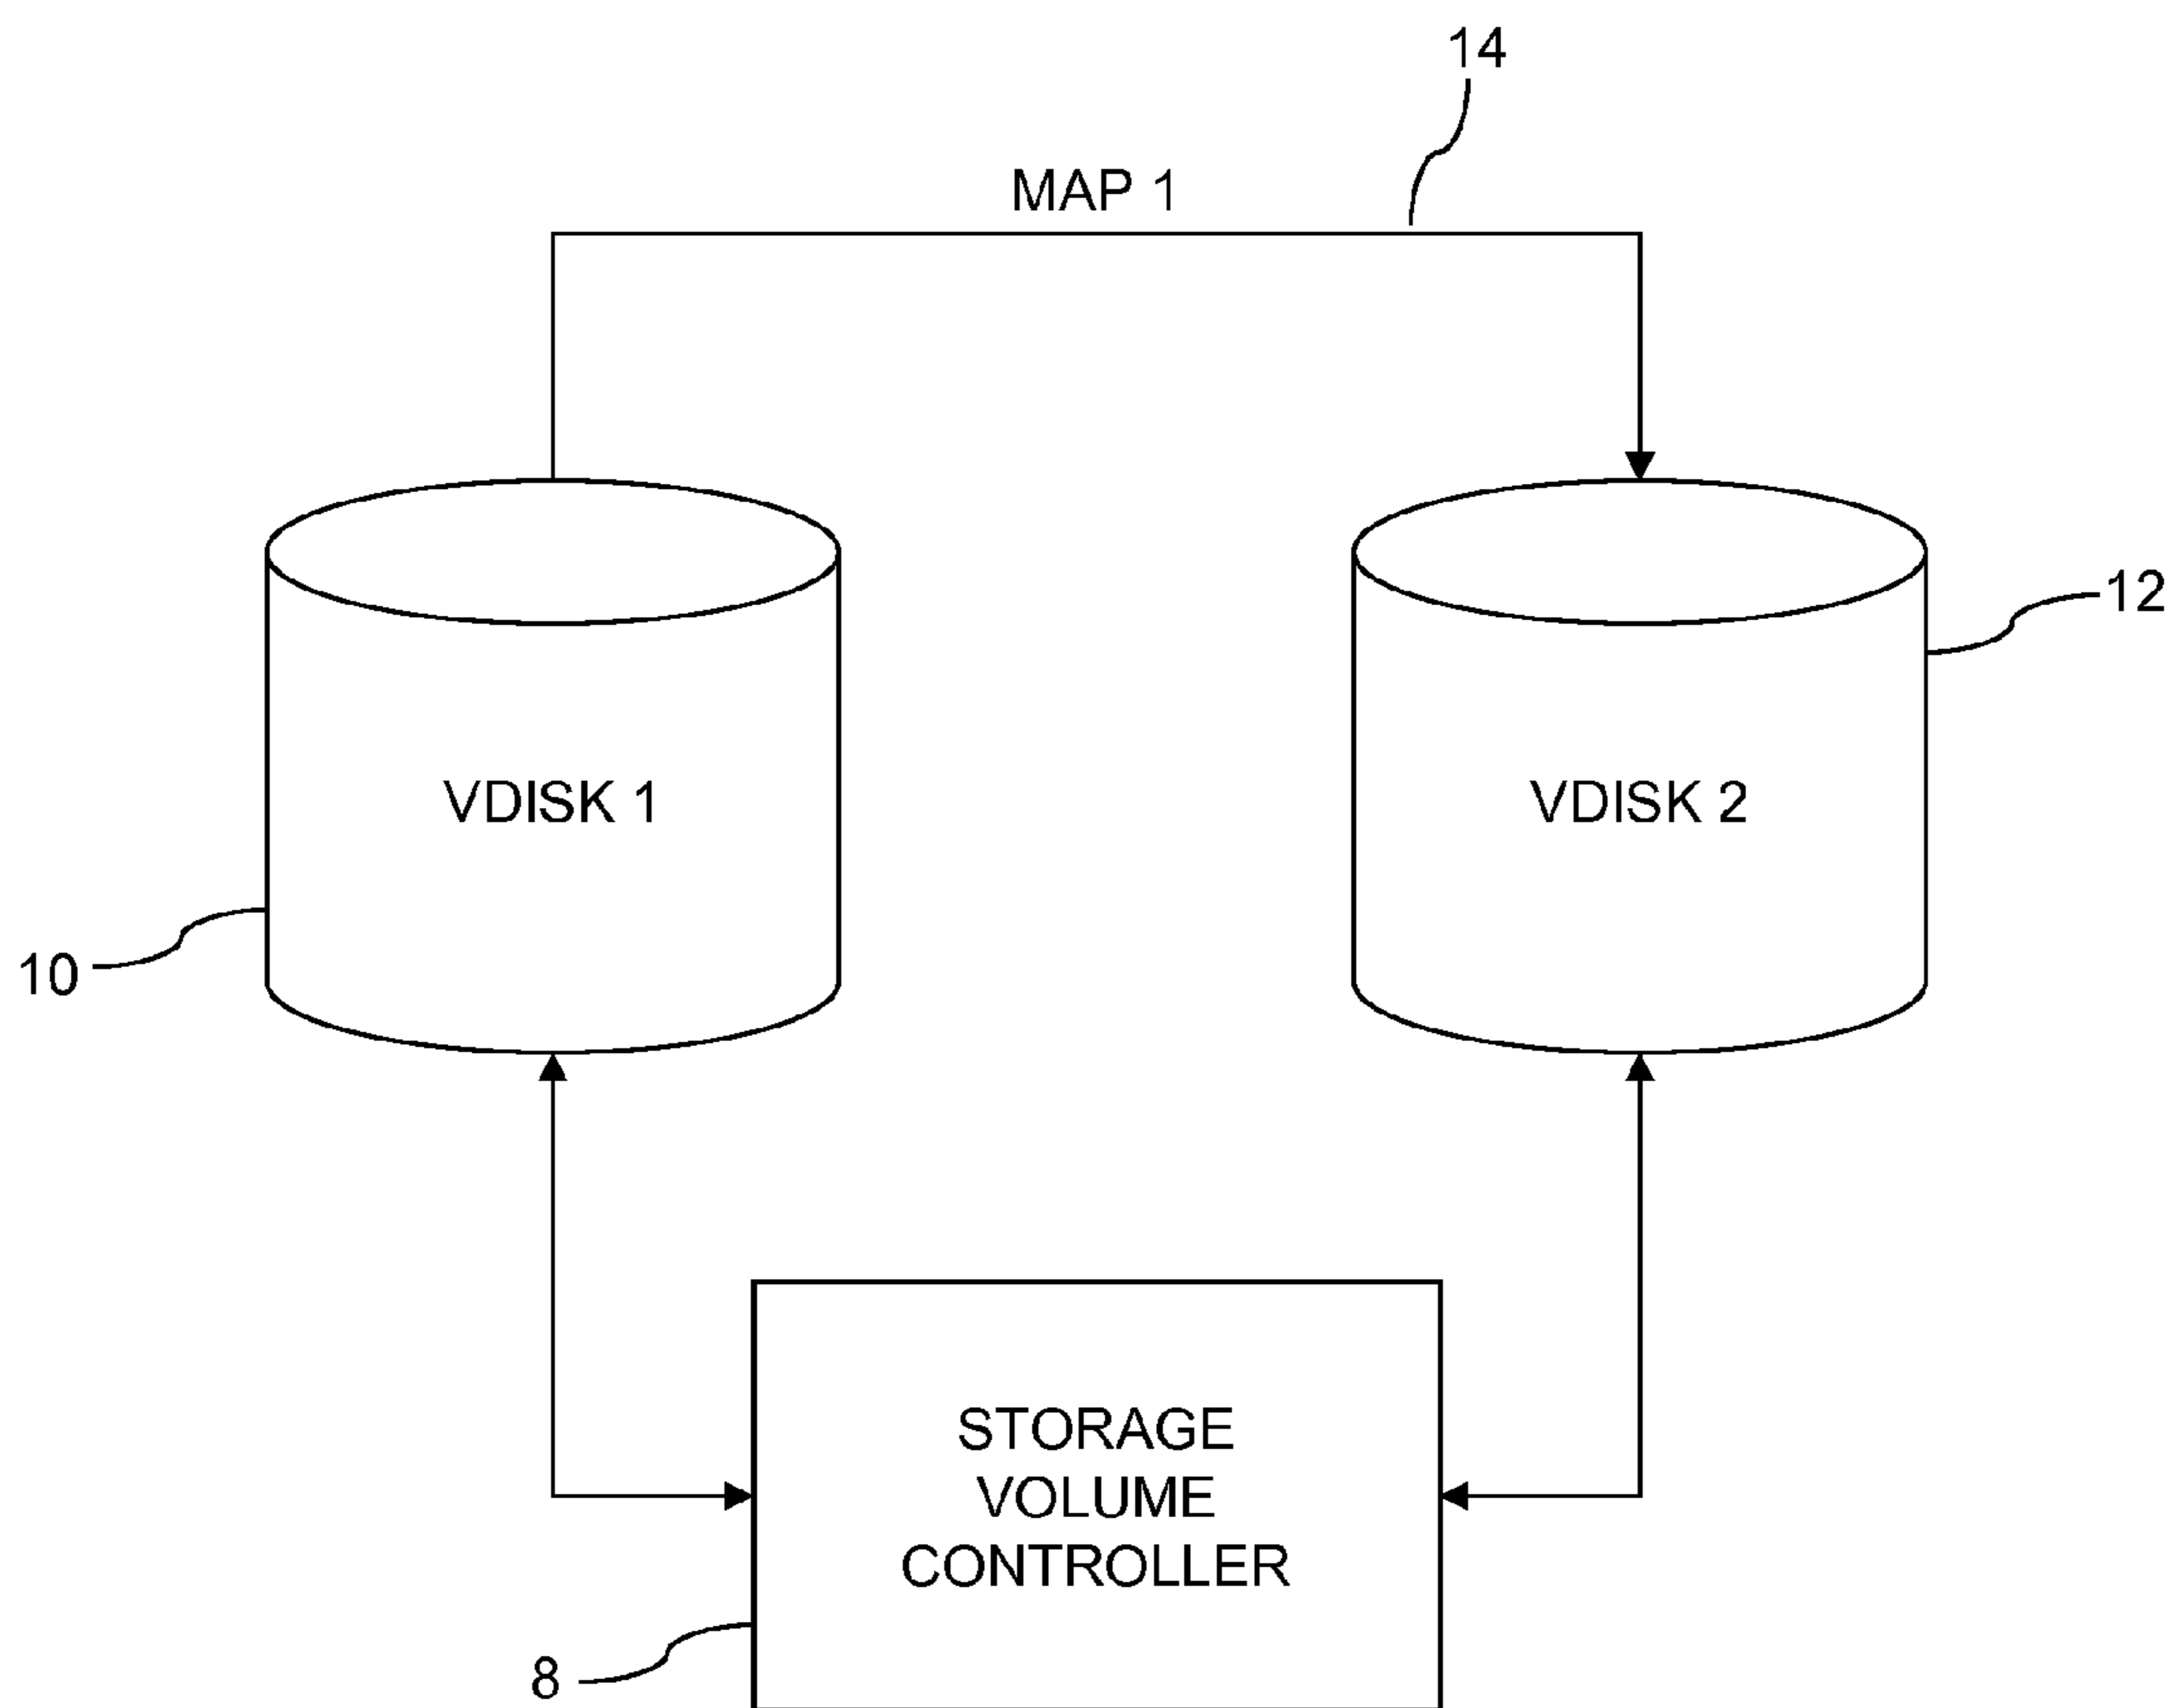 14
MAP 1
12
VDISK 1
VDISK 2
10
STORAGE
VOLUME
CONTROLLER
8